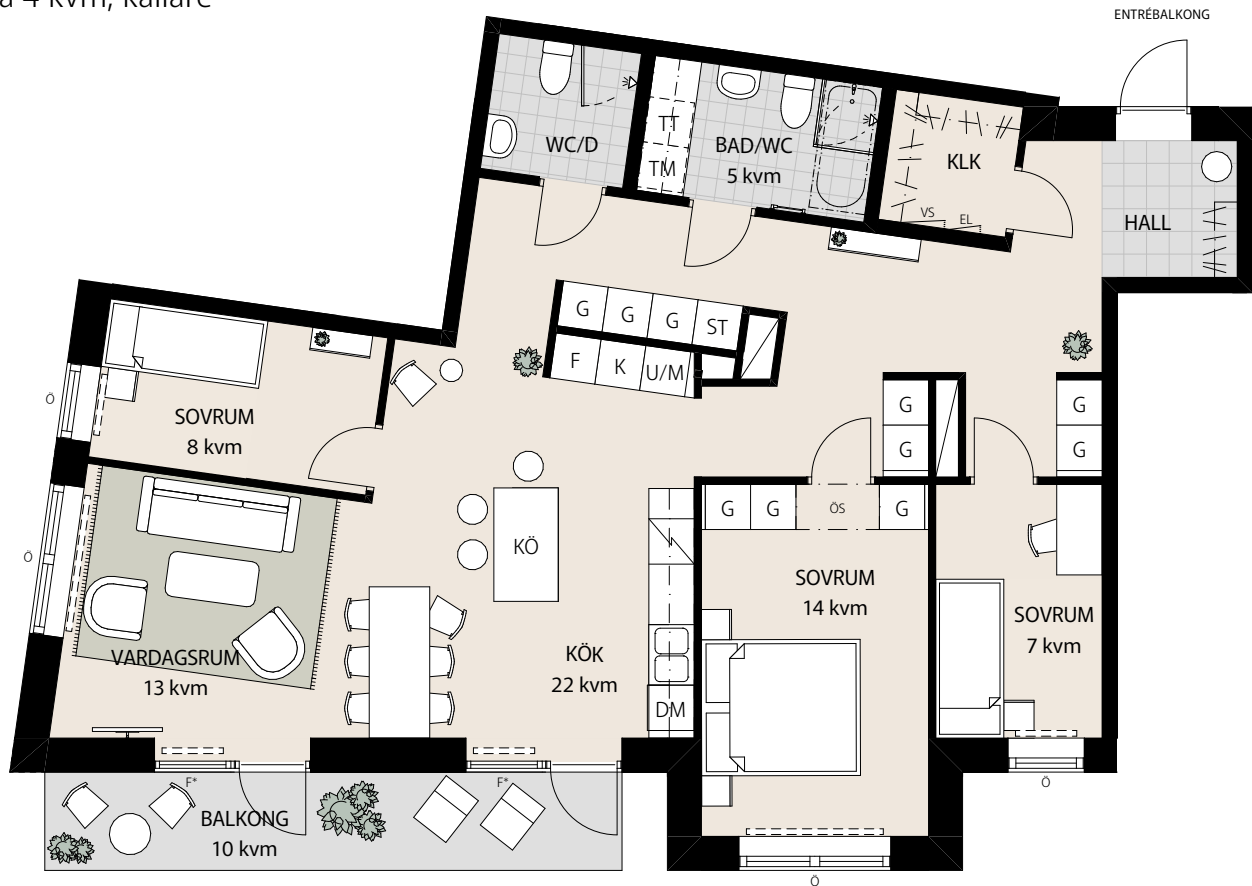 a 4 kvm, källare
ENTRÉBALKONG
WC/D
TT
TM
BAD/WC
5 kvm
KLK
VS
EL
HALL
G
G
G
ST
F
K
U/M
SOVRUM
8 kvm
Ö
G
G
G
G
KÖ
G
G
ÖS
G
Ö
SOVRUM
14 kvm
SOVRUM
7 kvm
VARDAGSRUM
13 kvm
KÖK
22 kvm
DM
F*
F*
BALKONG
10 kvm
Ö
Ö